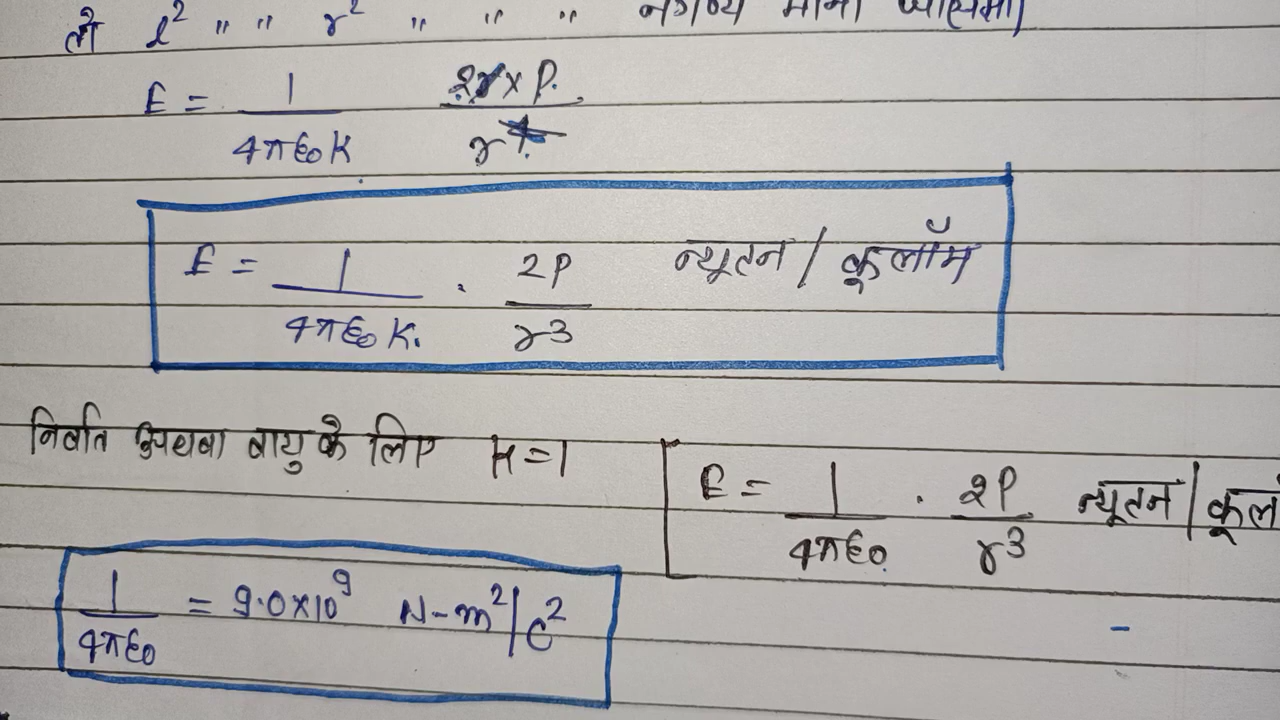 तो l² " " r² " " " नगण्य माना जायेगा।
E = 1/4πε₀K 2r×P./r⁴
E = 1/4πε₀K. . 2P/r³ न्यूटन / कूलॉम
निर्वात अथवा वायु के लिए K=1
E = 1/4πε₀ . 2P/r³ न्यूटन / कूलॉ
1/4πε₀ = 9.0×10⁹ N-m²/C²